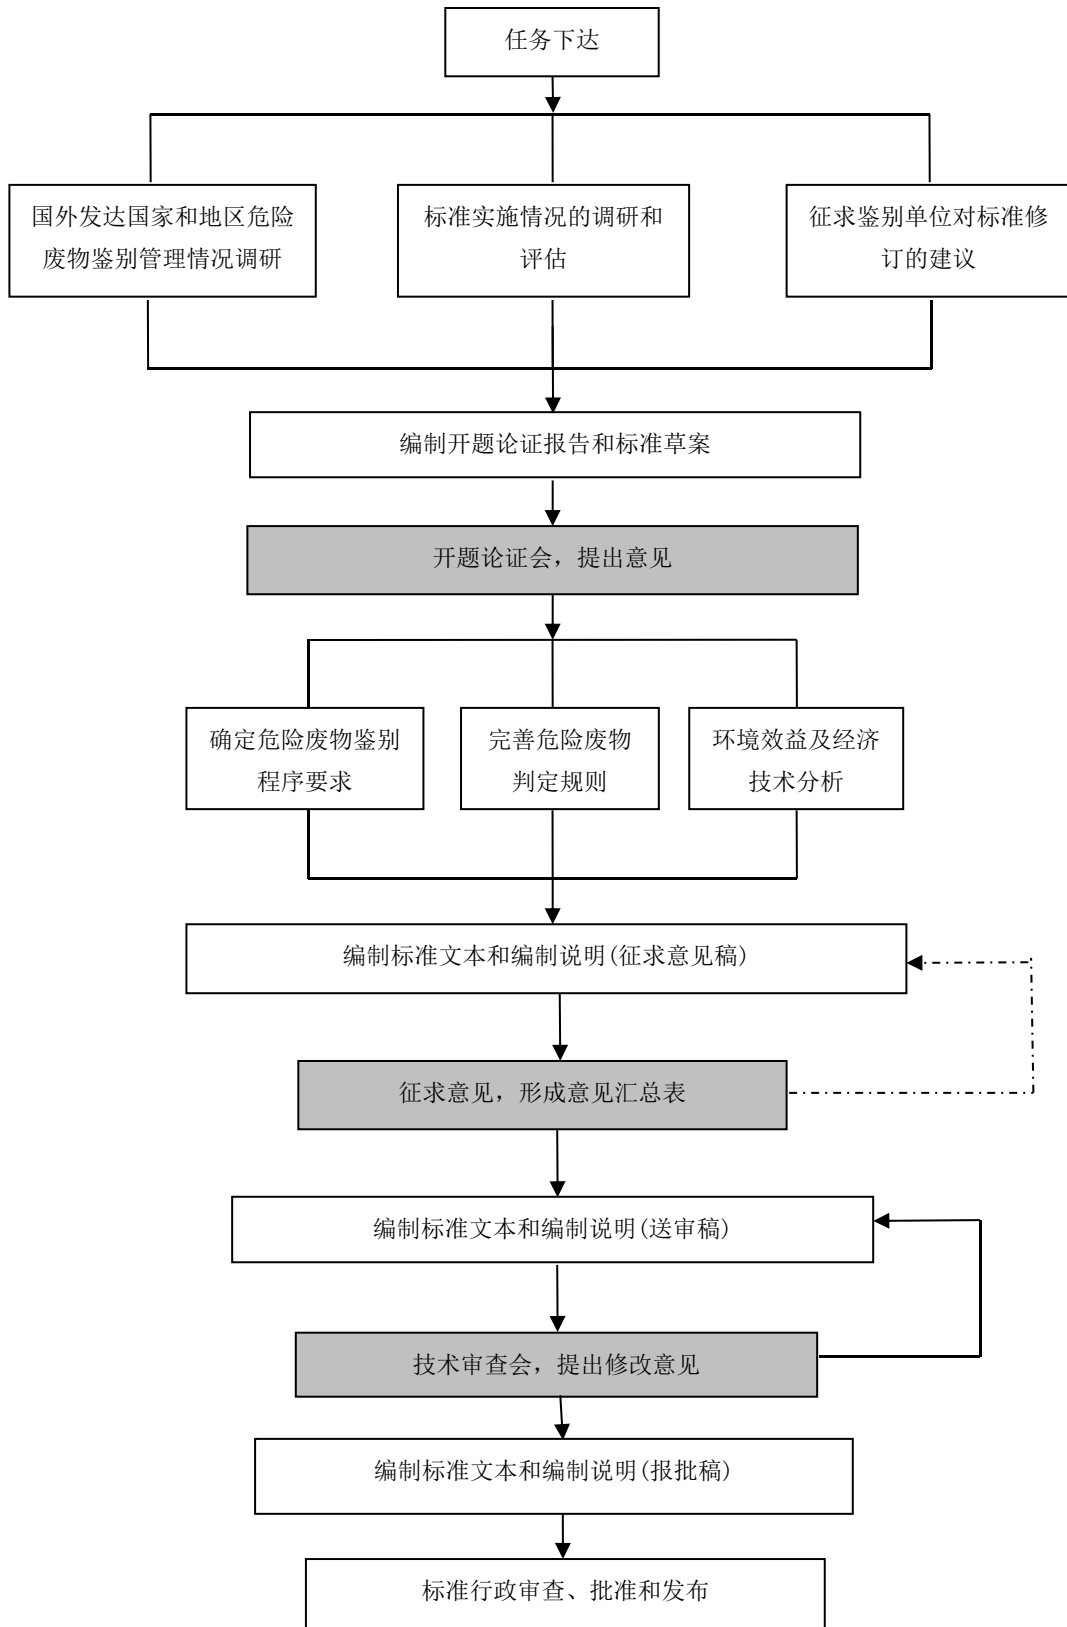 任务下达
国外发达国家和地区危险
废物鉴别管理情况调研
标准实施情况的调研和
评估
征求鉴别单位对标准修
订的建议
编制开题论证报告和标准草案
开题论证会，提出意见
确定危险废物鉴别
程序要求
完善危险废物
判定规则
环境效益及经济
技术分析
编制标准文本和编制说明(征求意见稿)
征求意见，形成意见汇总表
编制标准文本和编制说明(送审稿)
技术审查会，提出修改意见
编制标准文本和编制说明(报批稿)
标准行政审查、批准和发布